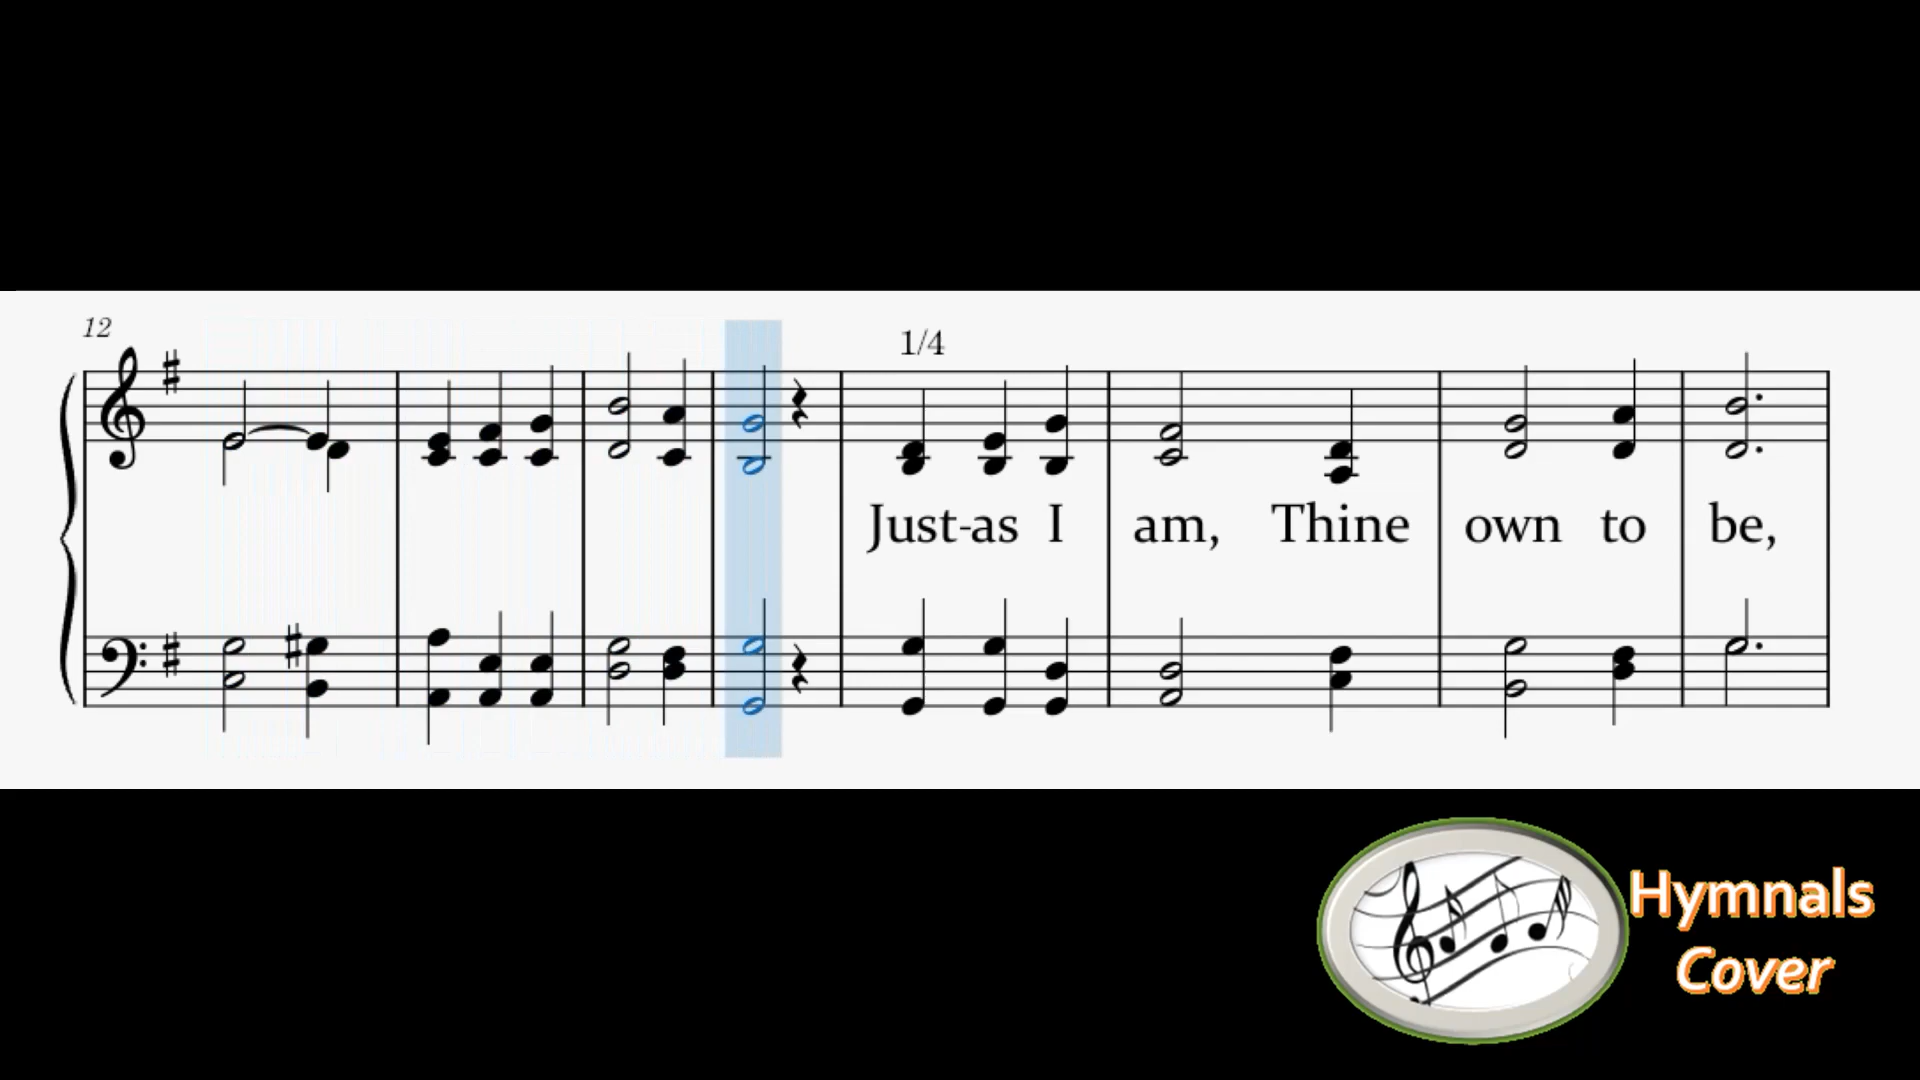 12
1/4
Just-as I am, Thine own to be,
Hymnals
Cover